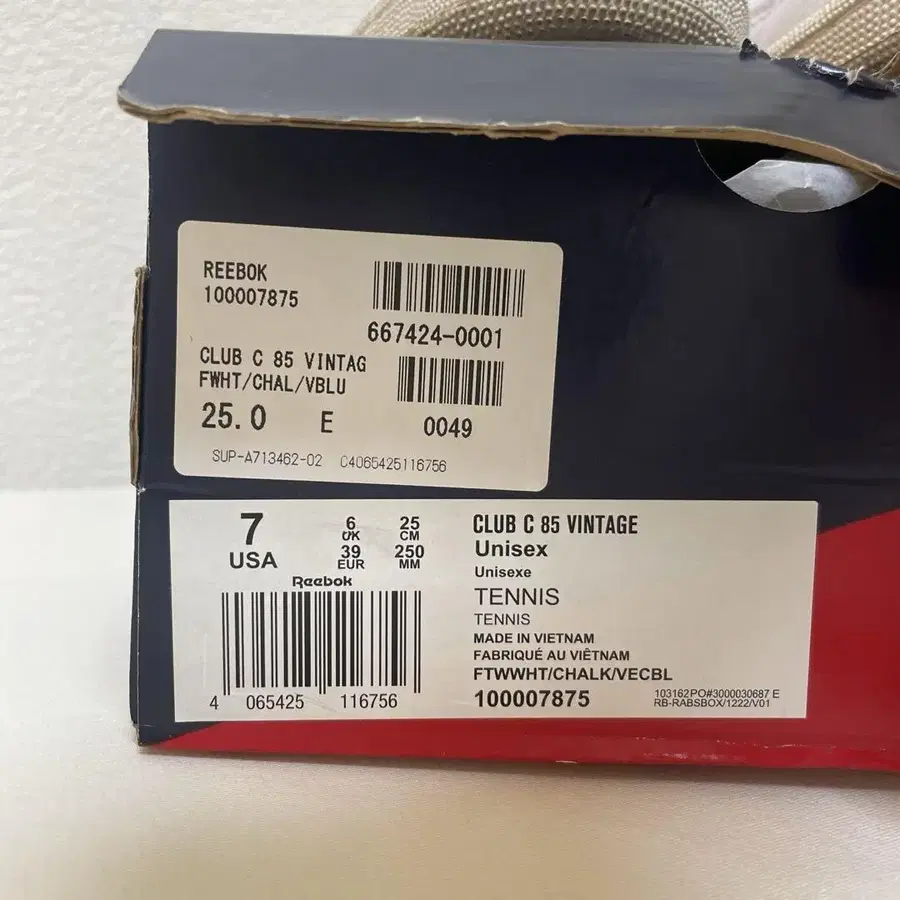 REEBOK
100007875
667424-0001
CLUB C 85 VINTAG
FWHT/CHAL/VBLU
25.0 E
0049
SUP-A713462-02 C4065425116756
7
USA
6
UK
39
EUR
25
CM
250
MM
Reebok
4 065425 116756
CLUB C 85 VINTAGE
Unisex
Unisexe
TENNIS
TENNIS
MADE IN VIETNAM
FABRIQUÉ AU VIÊTNAM
FTWWHT/CHALK/VECBL
100007875
103162PO#3000030687 E
RB-RABSBOX/1222/V01